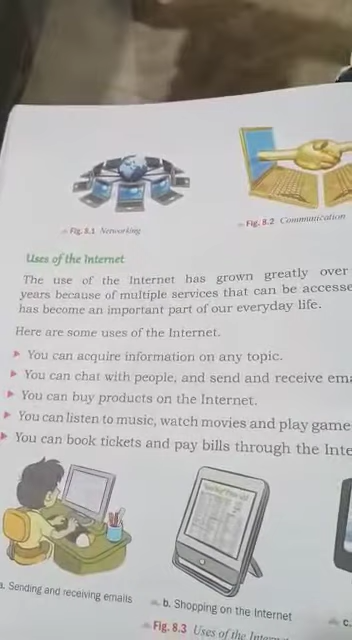 Fig. 8.1 Networking
Fig. 8.2 Communication
Uses of the Internet
The use of the Internet has grown greatly over
years because of multiple services that can be accesse
has become an important part of our everyday life.
Here are some uses of the Internet.
You can acquire information on any topic.
You can chat with people, and send and receive ema
You can buy products on the Internet.
You can listen to music, watch movies and play game
You can book tickets and pay bills through the Inte
a. Sending and receiving emails
b. Shopping on the Internet
c.
Fig. 8.3 Uses of the Intern